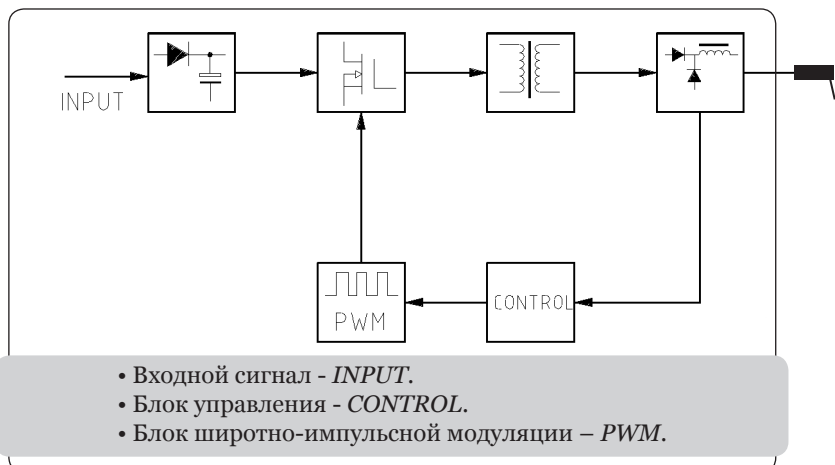 INPUT
CONTROL
PWM
• Входной сигнал - INPUT.
• Блок управления - CONTROL.
• Блок широтно-импульсной модуляции – PWM.